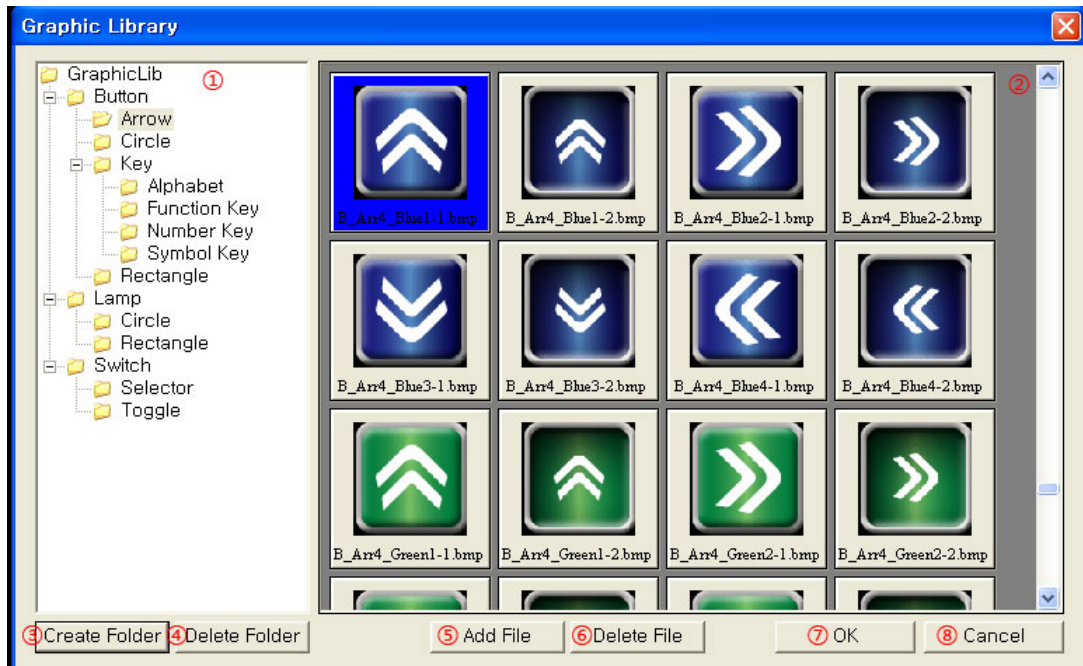 Graphic Library
GraphicLib ①
Button
Arrow
Circle
Key
Alphabet
Function Key
Number Key
Symbol Key
Rectangle
Lamp
Circle
Rectangle
Switch
Selector
Toggle
②
B_Arr4_Blue1-1.bmp B_Arr4_Blue1-2.bmp B_Arr4_Blue2-1.bmp B_Arr4_Blue2-2.bmp
B_Arr4_Blue3-1.bmp B_Arr4_Blue3-2.bmp B_Arr4_Blue4-1.bmp B_Arr4_Blue4-2.bmp
B_Arr4_Green1-1.bmp B_Arr4_Green1-2.bmp B_Arr4_Green2-1.bmp B_Arr4_Green2-2.bmp
③Create Folder ④Delete Folder ⑤ Add File ⑥Delete File ⑦ OK ⑧ Cancel